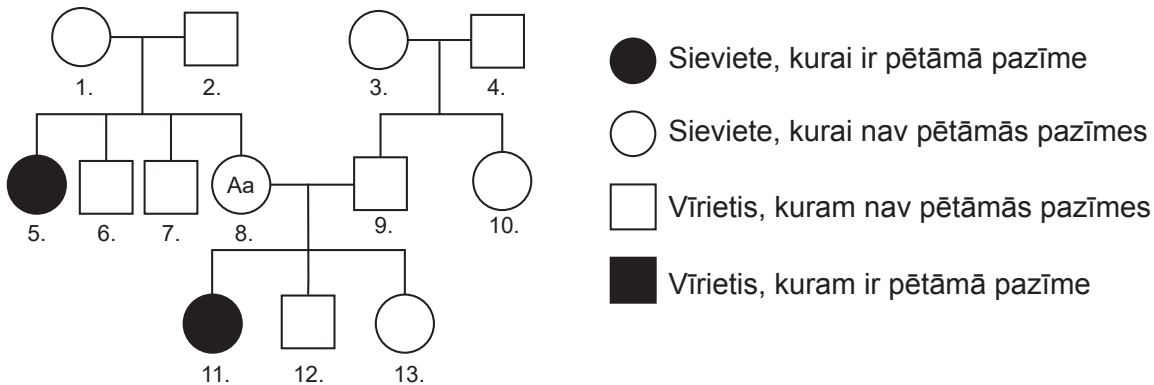 1.
2.
3.
4.
Aa
5.
6.
7.
8.
9.
10.
11.
12.
13.
Sieviete, kurai ir pētāmā pazīme
Sieviete, kurai nav pētāmās pazīmes
Vīrietis, kuram nav pētāmās pazīmes
Vīrietis, kuram ir pētāmā pazīme